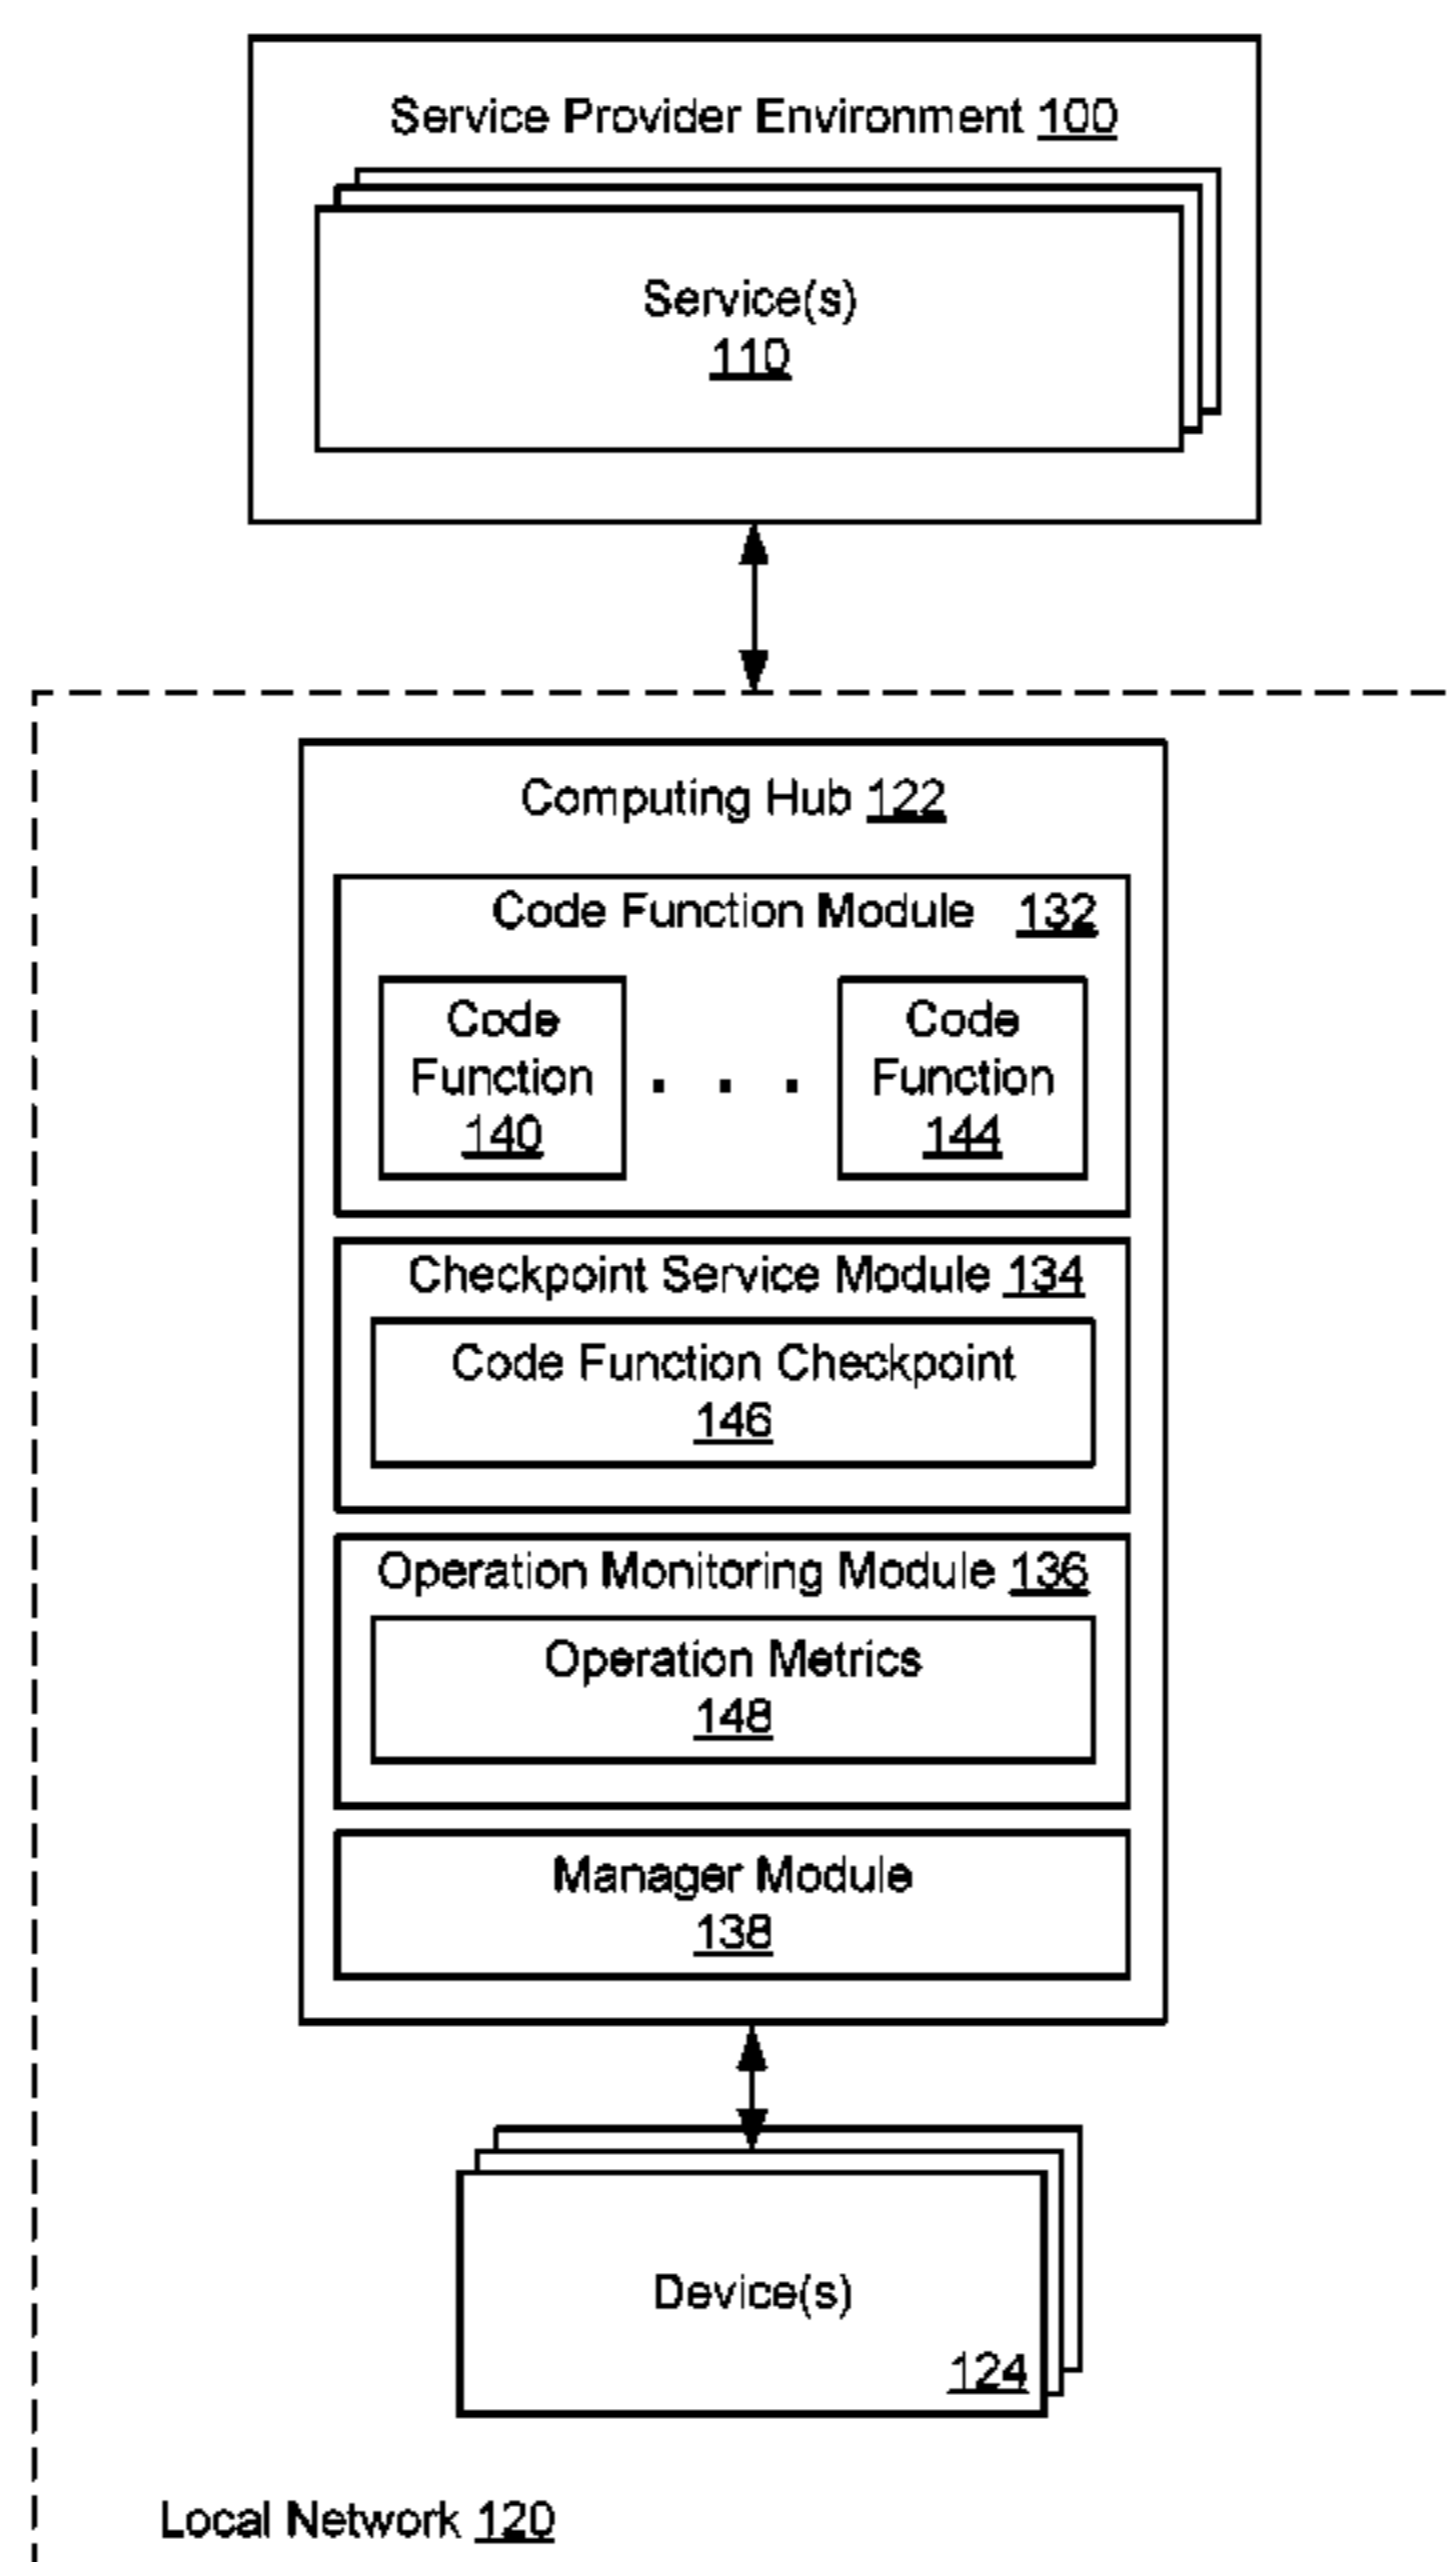 Service Provider Environment 100
Service(s)
110
Computing Hub 122
Code Function Module 132
Code
Function
140
. . .
Code
Function
144
Checkpoint Service Module 134
Code Function Checkpoint
146
Operation Monitoring Module 136
Operation Metrics
148
Manager Module
138
Device(s)
124
Local Network 120